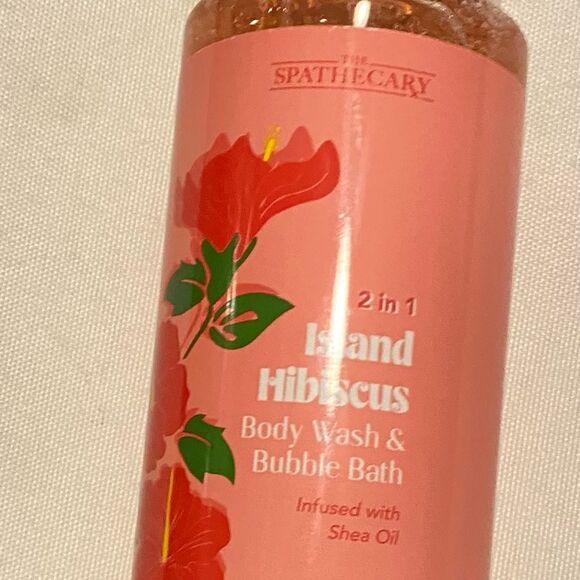 THE
SPATHECARY
2 in 1
Island
Hibiscus
Body Wash &
Bubble Bath
Infused with
Shea Oil